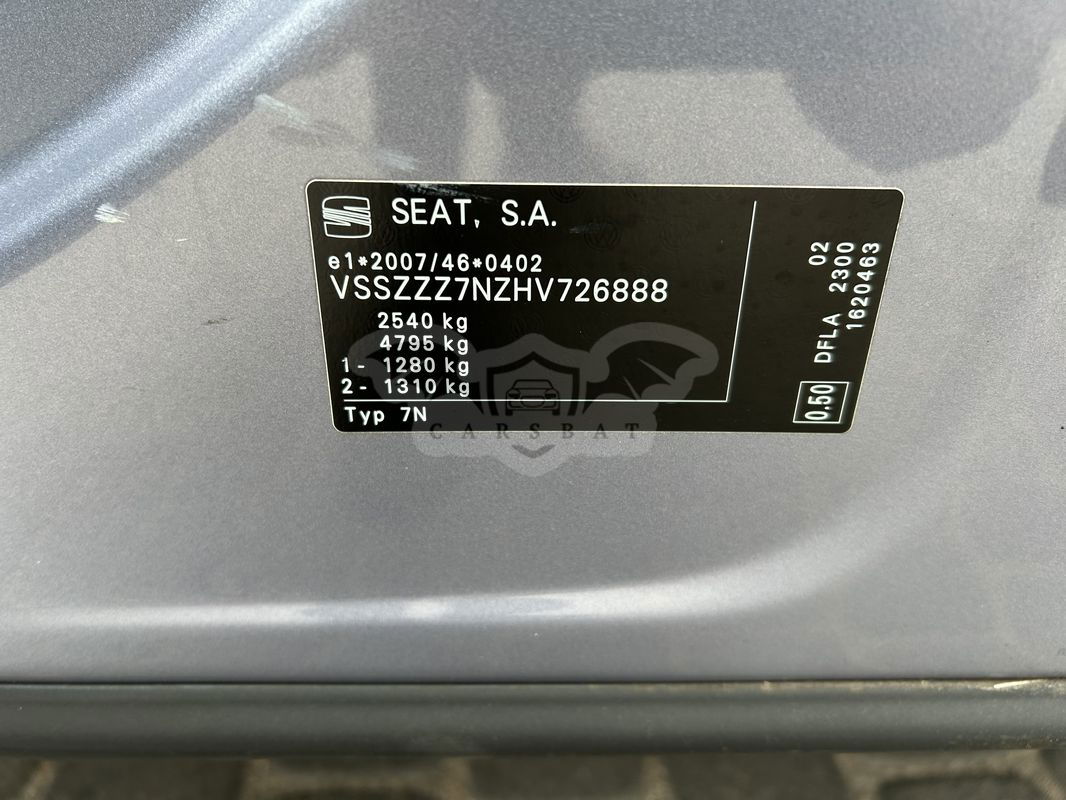 SEAT, S.A.
e1*2007/46*0402
VSSZZZ7NZHV726888
2540 kg
4795 kg
1- 1280 kg
2- 1310 kg
Typ 7N
02
DFLA 2300
1620463
0.50
CARSBAT